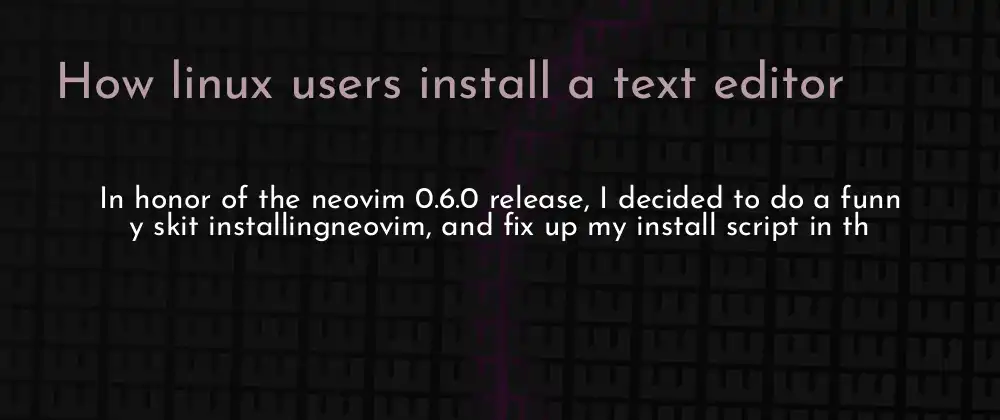 How linux users install a text editor
In honor of the neovim 0.6.0 release, I decided to do a funn
y skit installingneovim, and fix up my install script in th